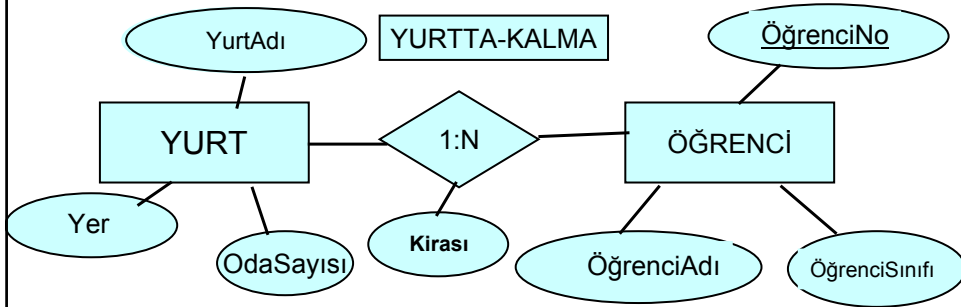 YurtAdı
YURTTA-KALMA
ÖğrenciNo
YURT
1:N
ÖĞRENCİ
Yer
OdaSayısı
Kirası
ÖğrenciAdı
ÖğrenciSınıfı